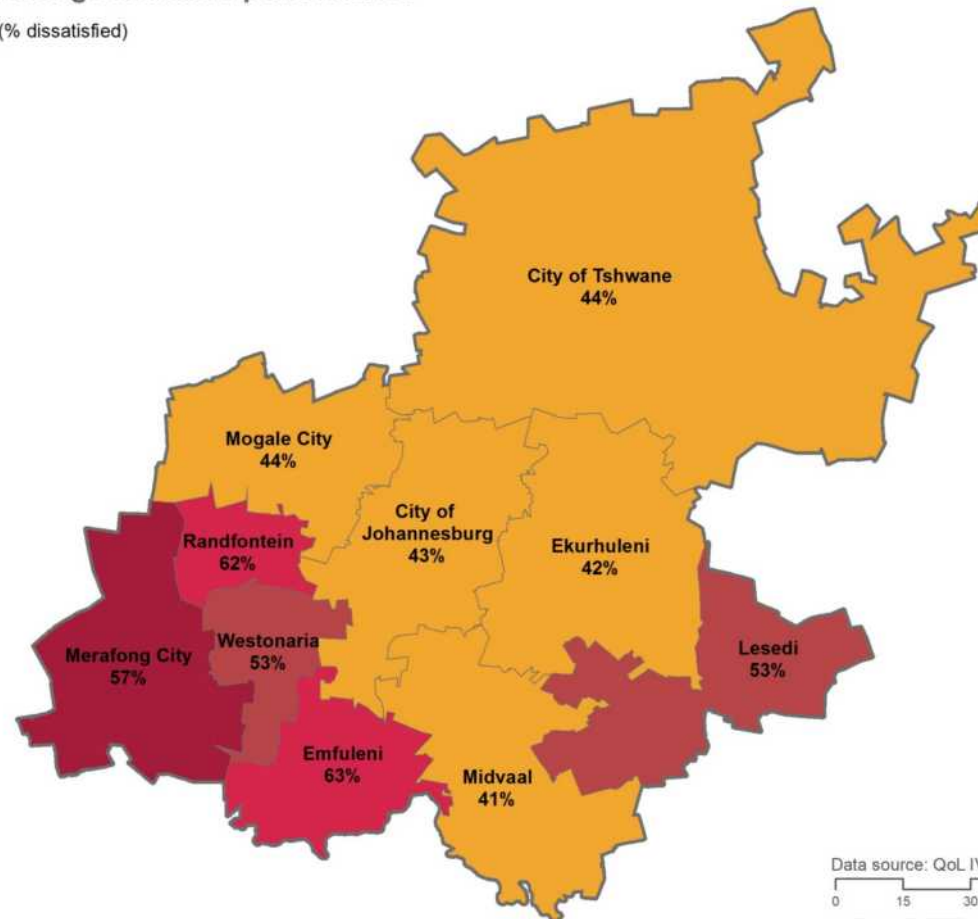 (% dissatisfied)
City of Tshwane
44%
Mogale City
44%
City of
Johannesburg
43%
Ekurhuleni
42%
Randfontein
62%
Merafong City
57%
Westonaria
53%
Lesedi
53%
Emfuleni
63%
Midvaal
41%
Data source: QoL IV
0 15 30